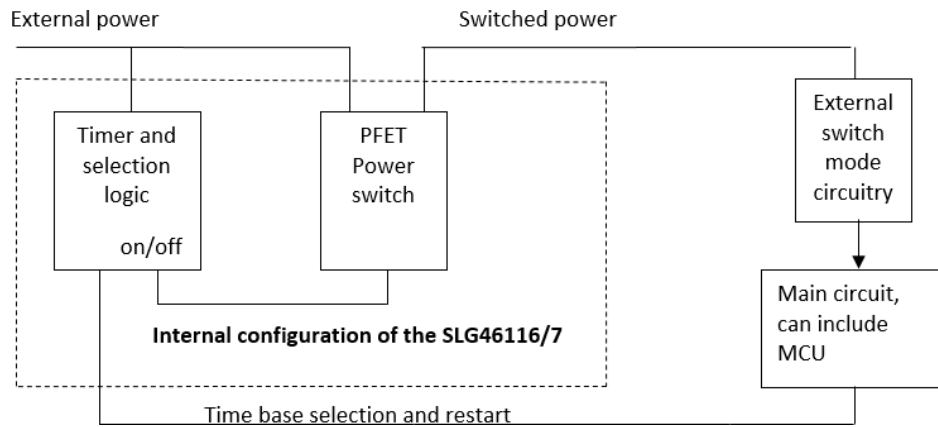 External power
Switched power
Timer and
selection
logic
on/off
PFET
Power
switch
External
switch
mode
circuitry
Main circuit,
can include
MCU
Internal configuration of the SLG46116/7
Time base selection and restart